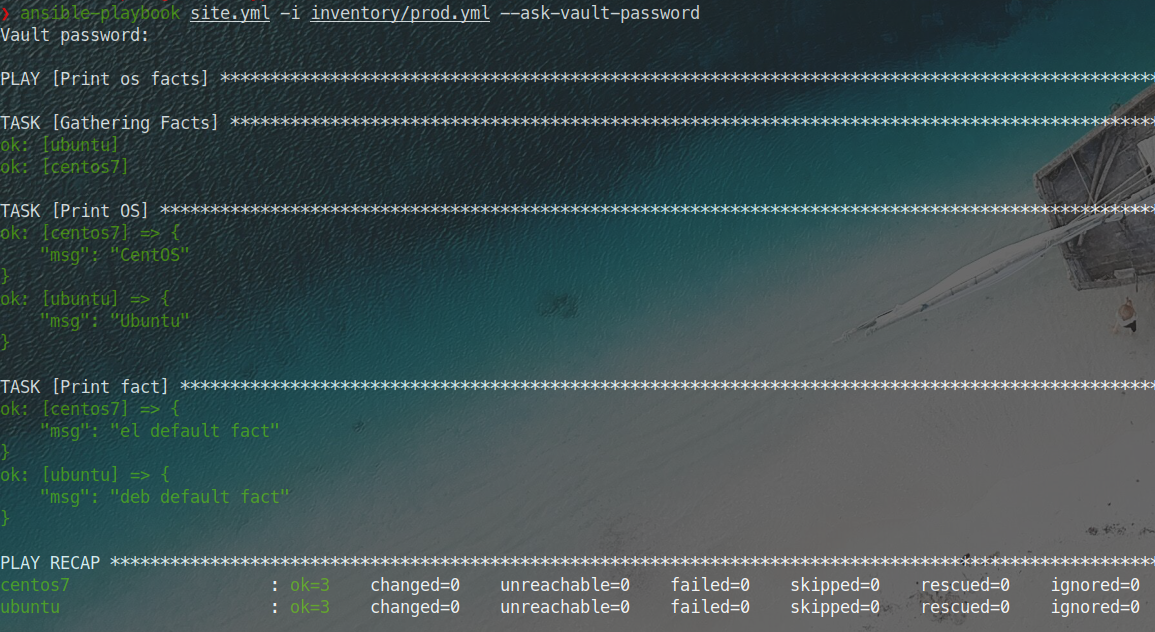 ❯ ansible-playbook site.yml -i inventory/prod.yml --ask-vault-password
Vault password:
PLAY [Print os facts] *********************************************************************************************
TASK [Gathering Facts] ********************************************************************************************
ok: [ubuntu]
ok: [centos7]
TASK [Print OS] ***************************************************************************************************
ok: [centos7] => {
    "msg": "CentOS"
}
ok: [ubuntu] => {
    "msg": "Ubuntu"
}
TASK [Print fact] *************************************************************************************************
ok: [centos7] => {
    "msg": "el default fact"
}
ok: [ubuntu] => {
    "msg": "deb default fact"
}
PLAY RECAP ********************************************************************************************************
centos7                    : ok=3    changed=0    unreachable=0    failed=0    skipped=0    rescued=0    ignored=0
ubuntu                     : ok=3    changed=0    unreachable=0    failed=0    skipped=0    rescued=0    ignored=0